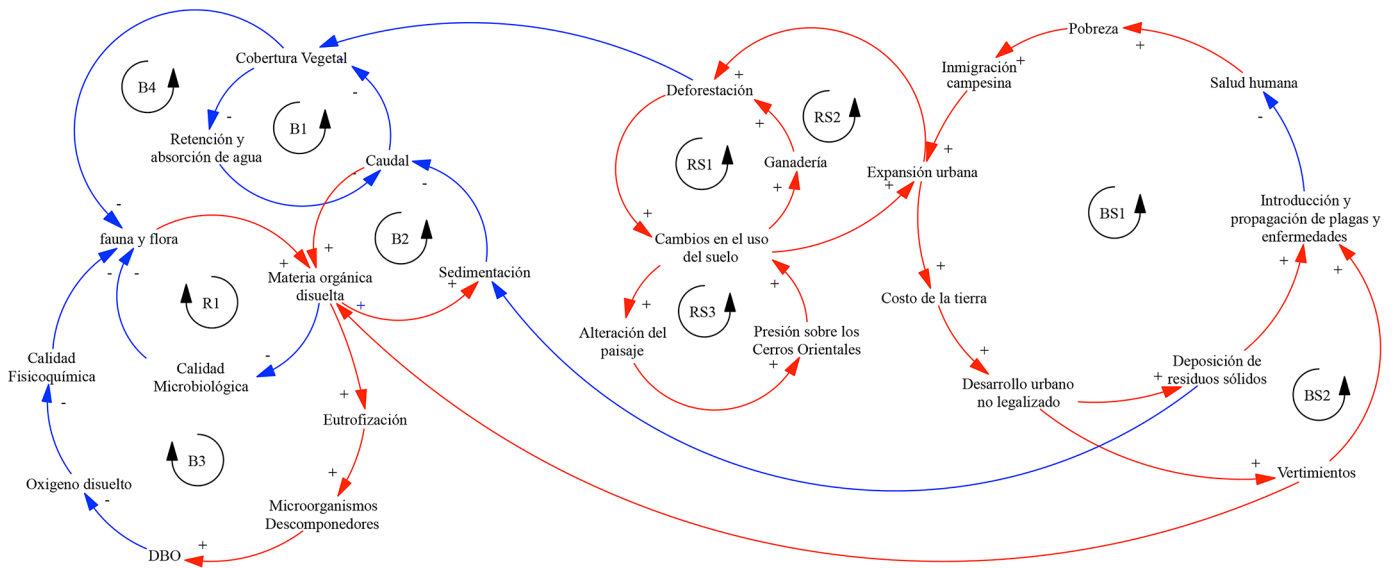 Pobreza
Cobertura Vegetal
Inmigración
campesina
Salud humana
Deforestación
B4
B1
RS2
Retención y
absorción de agua
Caudal
RS1
Ganadería
Expansión urbana
BS1
Introducción y
propagación de plagas y
enfermedades
fauna y flora
B2
Cambios en el uso
del suelo
Materia orgánica
disuelta
Sedimentación
R1
Costo de la tierra
RS3
Alteración del
paisaje
Presión sobre los
Cerros Orientales
Calidad
Fisicoquímica
Calidad
Microbiológica
Desarrollo urbano
no legalizado
Deposición de
residuos sólidos
BS2
Eutrofización
B3
Vertimientos
Oxigeno disuelto
Microorganismos
Descomponedores
DBO